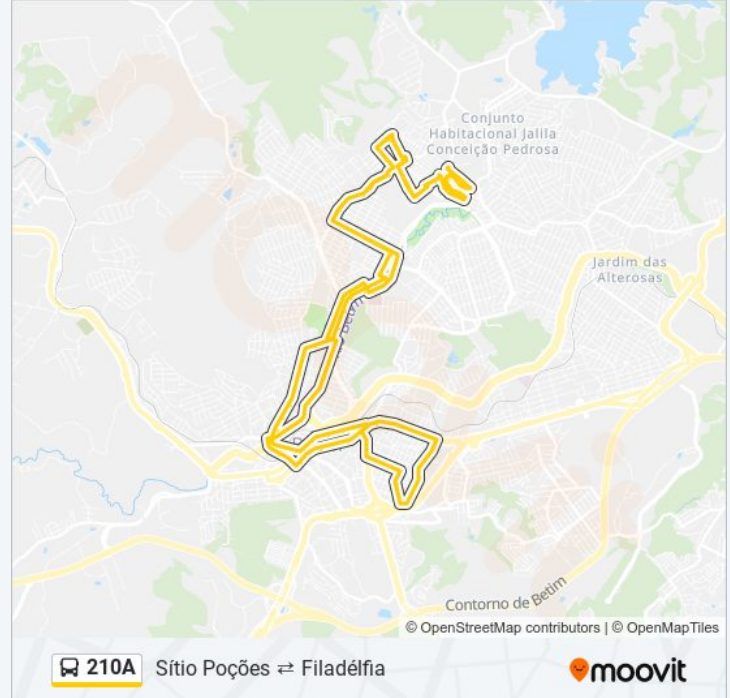 Conjunto
Habitacional Jalila
Conceição Pedrosa
Jardim das
Alterosas
Betim
Contorno de Betim
© OpenStreetMap contributors | © OpenMapTiles
210A Sítio Poções ⇄ Filadélfia
moovit